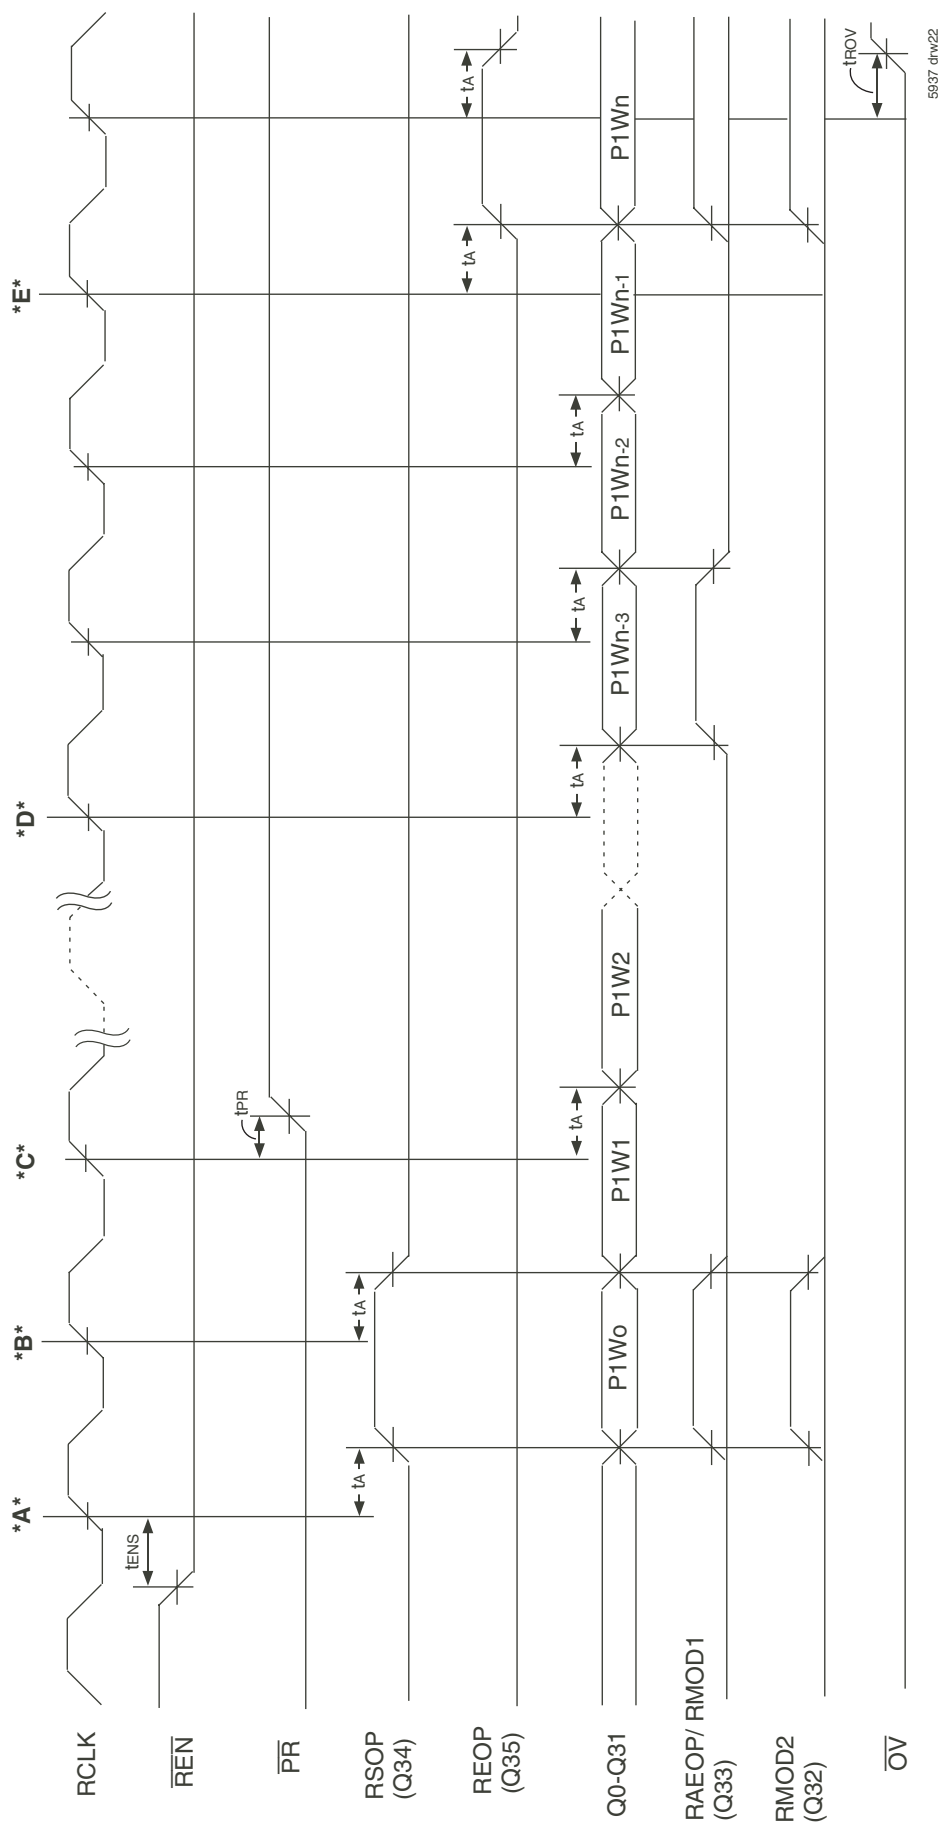 *A*
*B*
*C*
*D*
*E*
RCLK
REN
tENS
PR
tPR
RSOP
(Q34)
tA
tA
REOP
(Q35)
tA
tA
Q0-Q31
P1Wo
P1W1
P1W2
P1Wn-3
P1Wn-2
P1Wn-1
P1Wn
tA
tA
tA
tA
RAEOP/ RMOD1
(Q33)
RMOD2
(Q32)
OV
tROV
5937 drw22